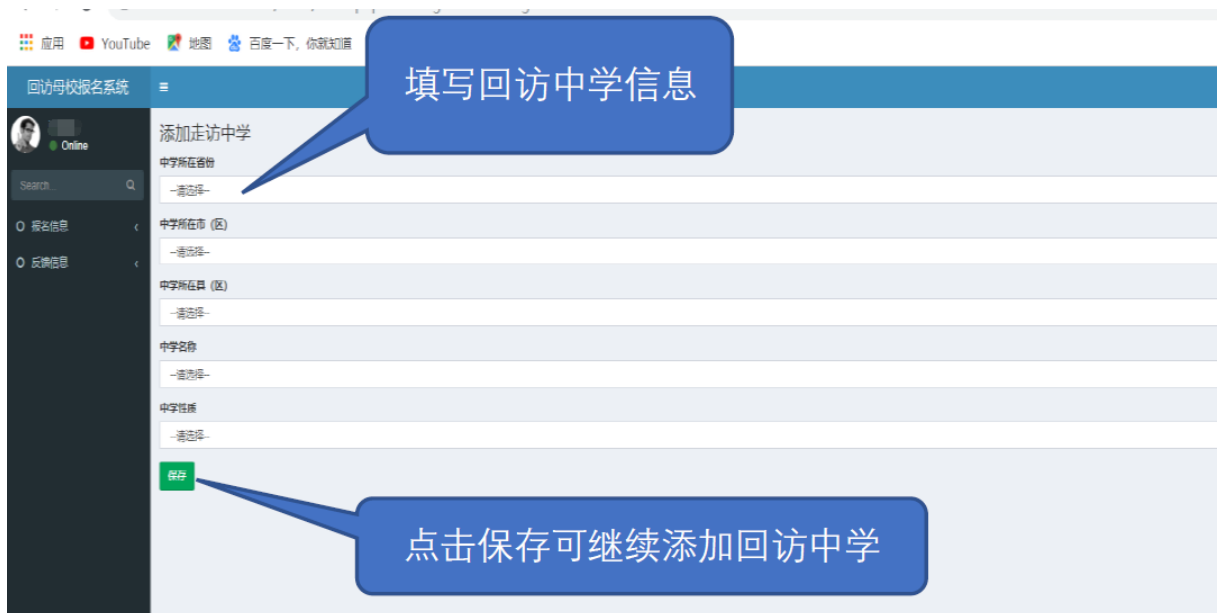 应用 YouTube 地图 百度一下，你就知道
填写回访中学信息
回访母校报名系统
Online
添加走访中学
中学所在省份
Search...
--请选择--
报名信息
中学所在市（区）
反馈信息
--请选择--
中学所在县（区）
--请选择--
中学名称
--请选择--
中学性质
--请选择--
保存
点击保存可继续添加回访中学